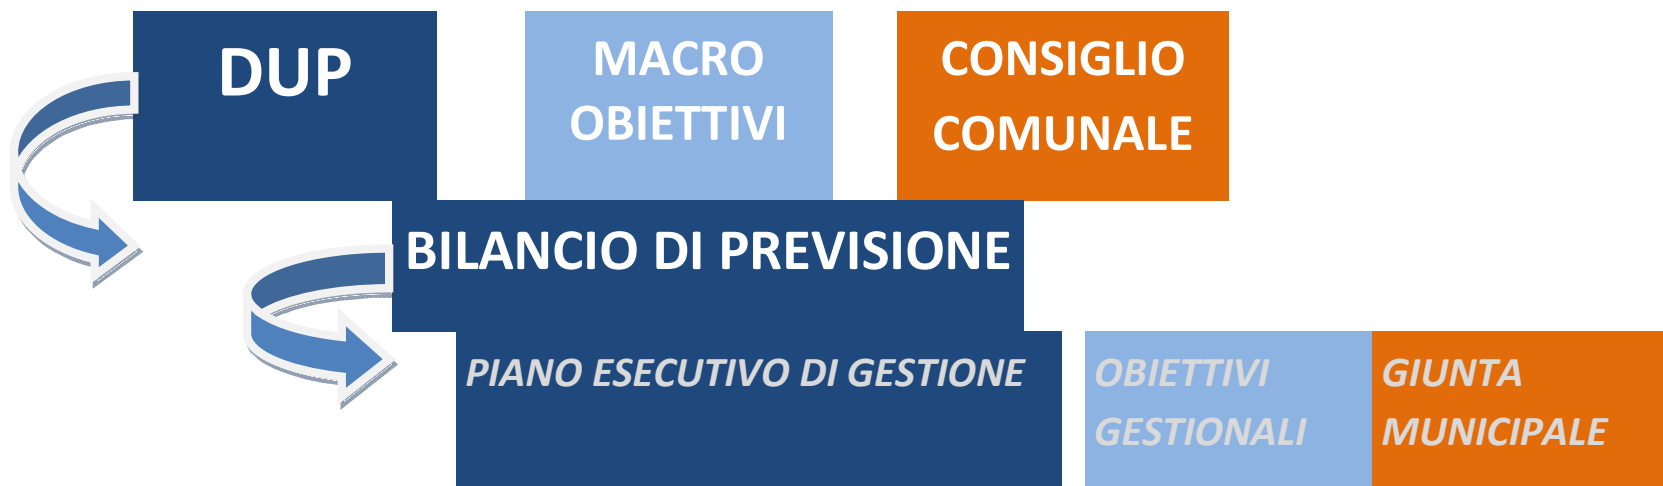 DUP
MACRO
OBIETTIVI
CONSIGLIO
COMUNALE
BILANCIO DI PREVISIONE
PIANO ESECUTIVO DI GESTIONE
OBIETTIVI
GESTIONALI
GIUNTA
MUNICIPALE